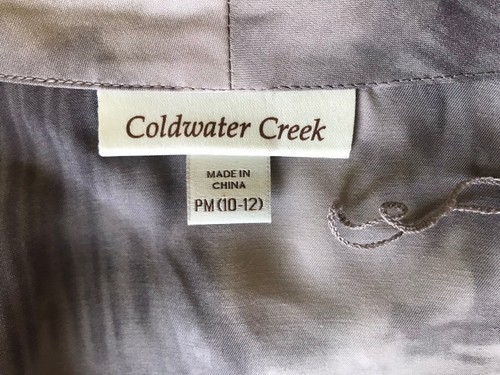 Coldwater Creek
MADE IN
CHINA
PM (10-12)